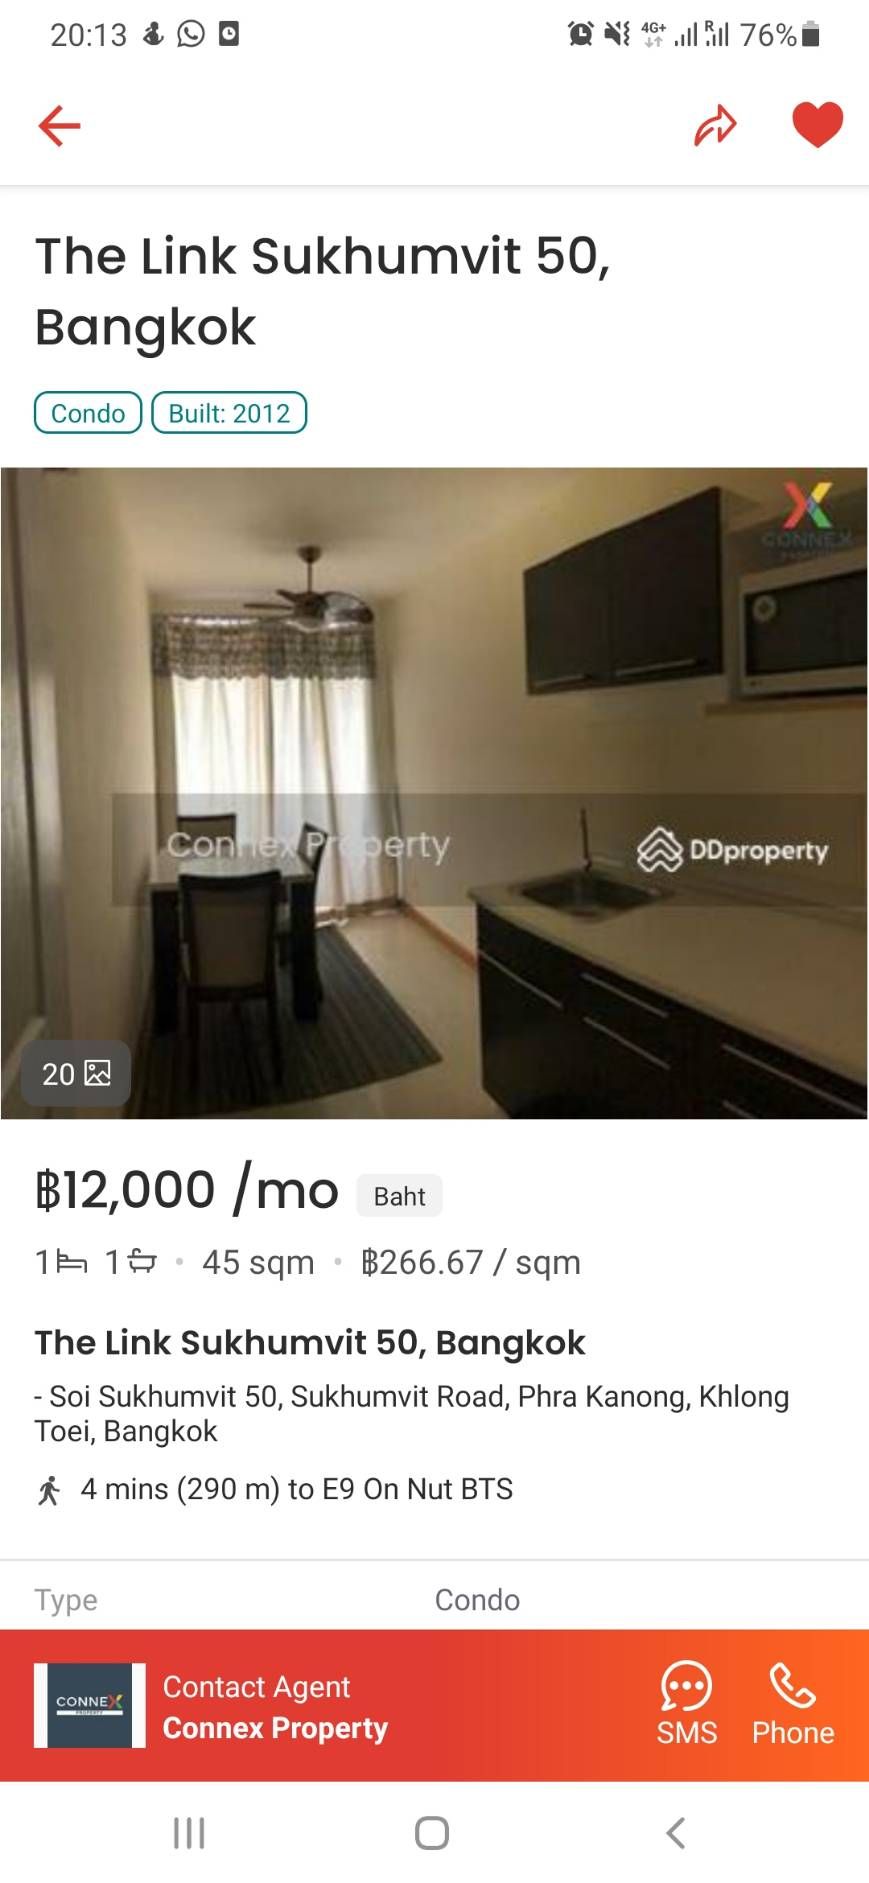 20:13
4G+
R
76%
The Link Sukhumvit 50,
Bangkok
Condo
Built: 2012
CONNEX
Connex Property
DDproperty
20
฿12,000 /mo
Baht
1 1 • 45 sqm • ฿266.67 / sqm
The Link Sukhumvit 50, Bangkok
- Soi Sukhumvit 50, Sukhumvit Road, Phra Kanong, Khlong
Toei, Bangkok
4 mins (290 m) to E9 On Nut BTS
Type
Condo
CONNEX
PROPERTY
Contact Agent
Connex Property
SMS
Phone